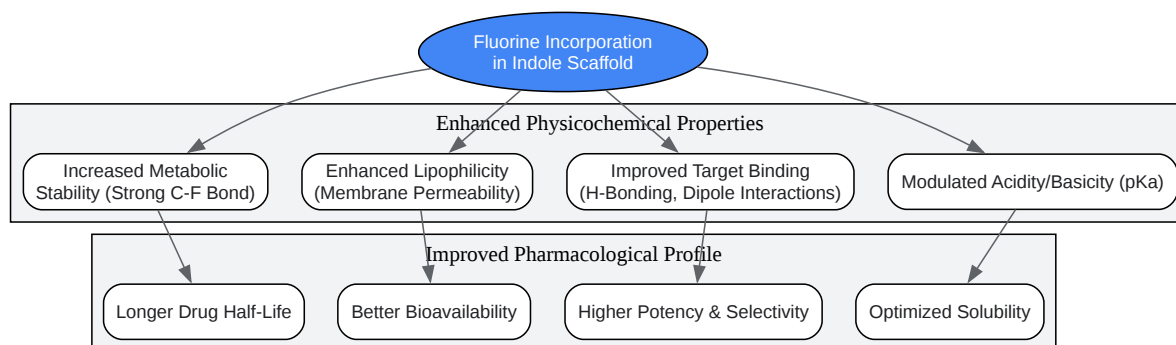 Fluorine Incorporation
in Indole Scaffold
Enhanced Physicochemical Properties
Increased Metabolic
Stability (Strong C-F Bond)
Enhanced Lipophilicity
(Membrane Permeability)
Improved Target Binding
(H-Bonding, Dipole Interactions)
Modulated Acidity/Basicity (pKa)
Improved Pharmacological Profile
Longer Drug Half-Life
Better Bioavailability
Higher Potency & Selectivity
Optimized Solubility